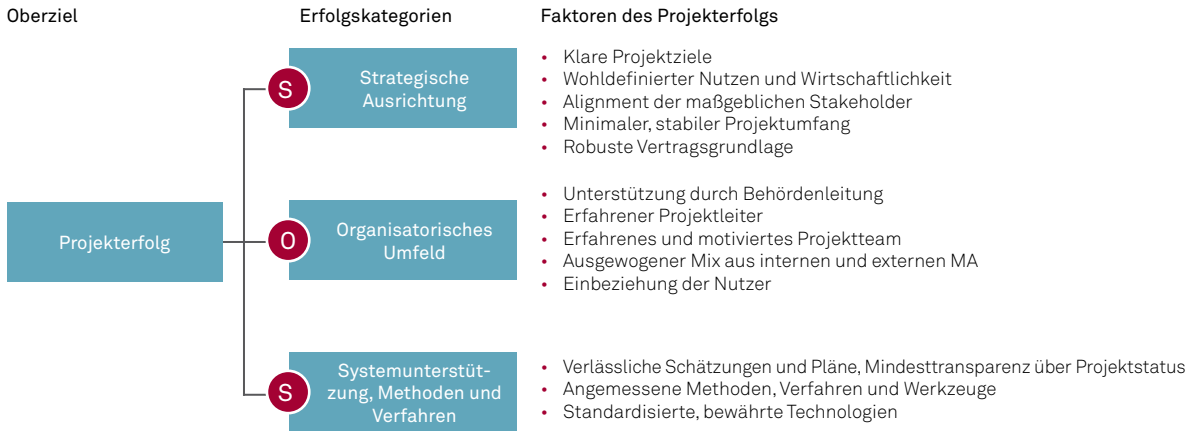 Oberziel
Erfolgskategorien
Faktoren des Projekterfolgs
Projekterfolg
S
Strategische
Ausrichtung
• Klare Projektziele
• Wohldefinierter Nutzen und Wirtschaftlichkeit
• Alignment der maßgeblichen Stakeholder
• Minimaler, stabiler Projektumfang
• Robuste Vertragsgrundlage
O
Organisatorisches
Umfeld
• Unterstützung durch Behördenleitung
• Erfahrener Projektleiter
• Erfahrenes und motiviertes Projektteam
• Ausgewogener Mix aus internen und externen MA
• Einbeziehung der Nutzer
S
Systemunterstüt-
zung, Methoden und
Verfahren
• Verlässliche Schätzungen und Pläne, Mindesttransparenz über Projektstatus
• Angemessene Methoden, Verfahren und Werkzeuge
• Standardisierte, bewährte Technologien